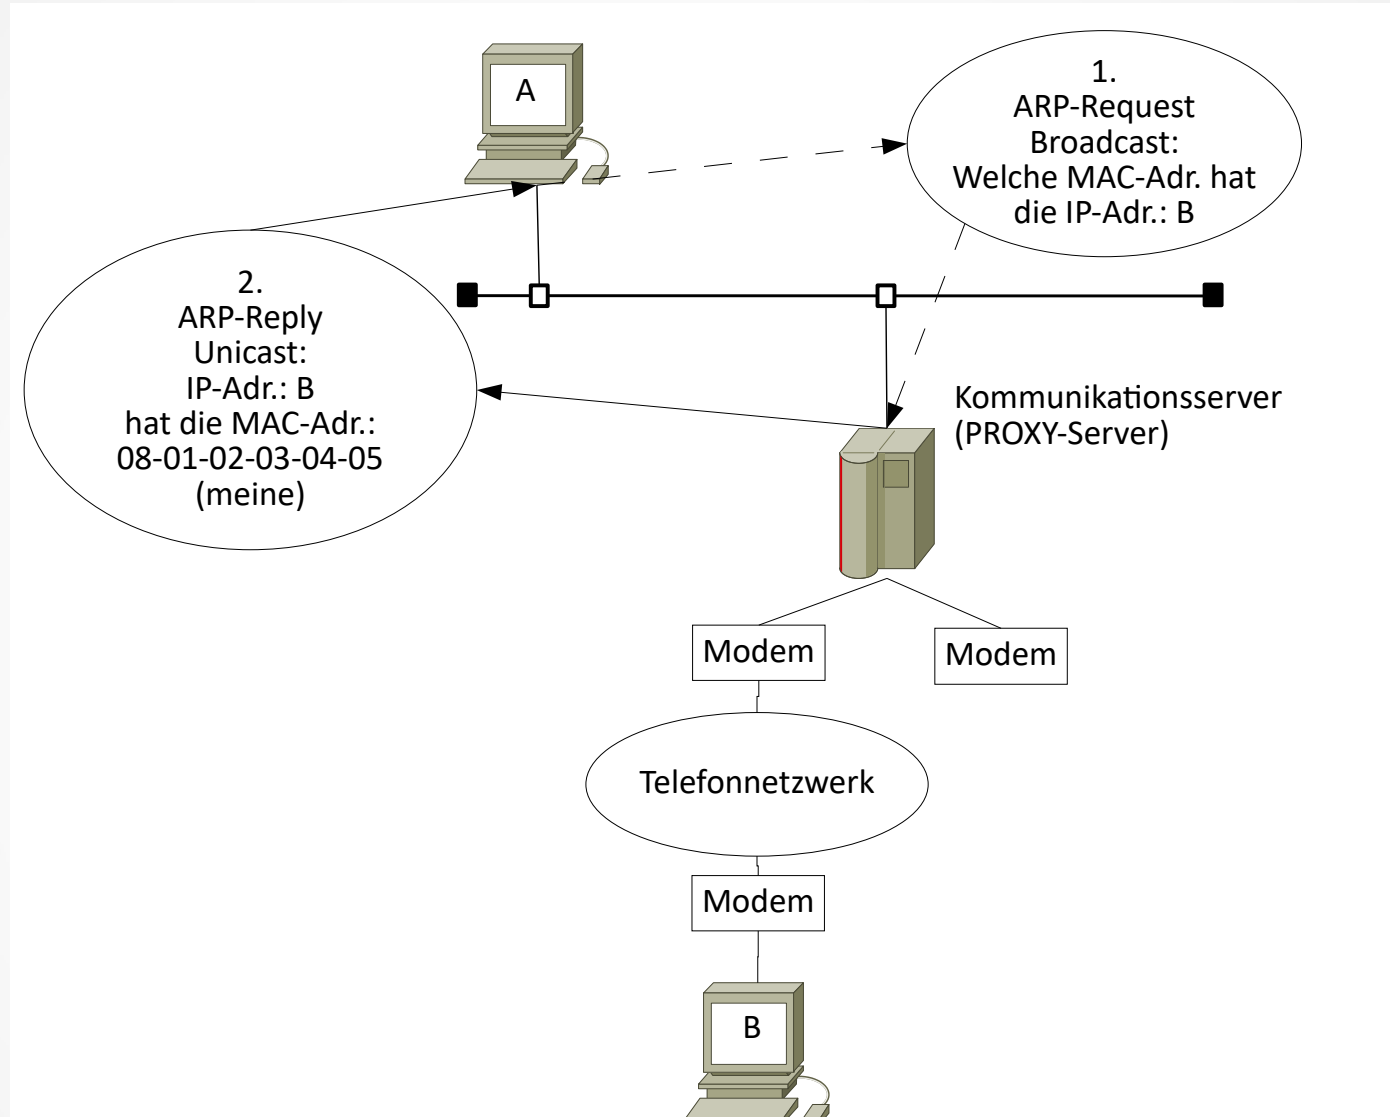 A
1.
ARP-Request
Broadcast:
Welche MAC-Adr. hat
die IP-Adr.: B
2.
ARP-Reply
Unicast:
IP-Adr.: B
hat die MAC-Adr.:
08-01-02-03-04-05
(meine)
Kommunikationsserver
(PROXY-Server)
Modem
Modem
Telefonnetzwerk
Modem
B